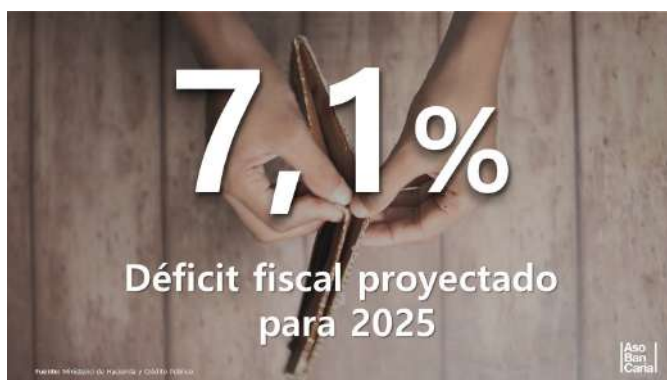 7,1%
Déficit fiscal proyectado
para 2025
Fuente: Ministerio de Hacienda y Crédito Público
Aso
Ban
Caria